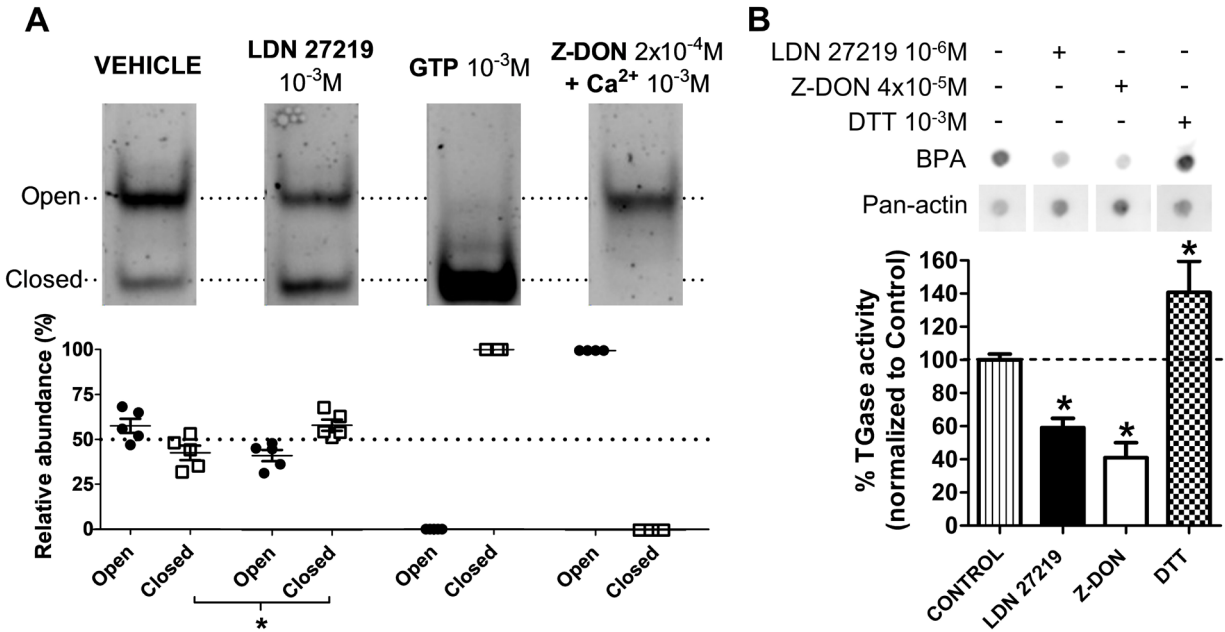 A
VEHICLE
LDN 27219
10⁻³M
GTP 10⁻³M
Z-DON 2x10⁻⁴M
+ Ca²⁺ 10⁻³M
Open
Closed
Relative abundance (%)
100
75
50
25
0
Open
Closed
Open
Closed
Open
Closed
Open
Closed
*
B
LDN 27219 10⁻⁶M - + - -
Z-DON 4x10⁻⁵M - - + -
DTT 10⁻³M - - - +
BPA
Pan-actin
% TGase activity
(normalized to Control)
160
140
120
100
80
60
40
20
0
*
*
*
CONTROL
LDN 27219
Z-DON
DTT